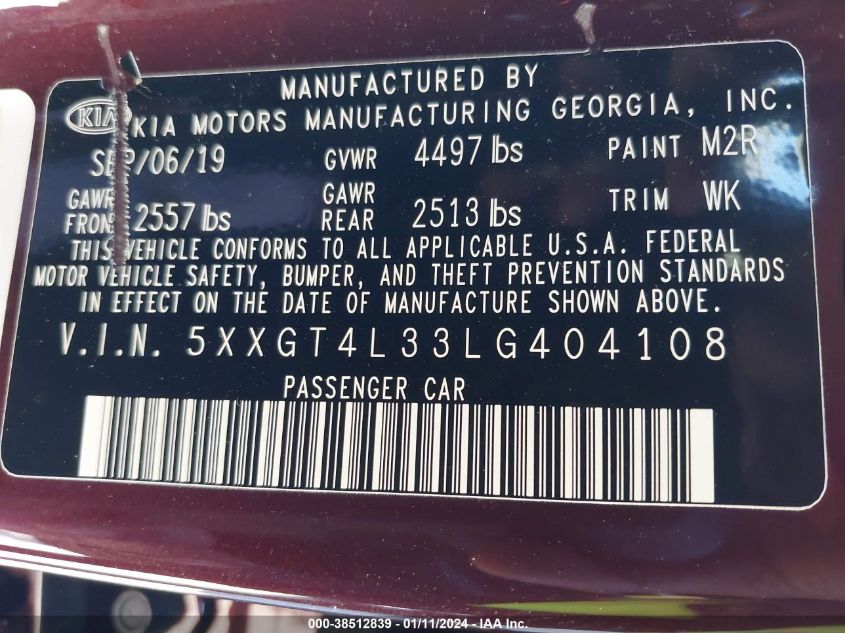 MANUFACTURED BY
KIA KIA MOTORS MANUFACTURING GEORGIA, INC.
SEP/06/19 GVWR 4497 lbs PAINT M2R
GAWR FRONT 2557 lbs GAWR REAR 2513 lbs TRIM WK
THIS VEHICLE CONFORMS TO ALL APPLICABLE U.S.A. FEDERAL
MOTOR VEHICLE SAFETY, BUMPER, AND THEFT PREVENTION STANDARDS
IN EFFECT ON THE DATE OF MANUFACTURE SHOWN ABOVE.
V.I.N. 5XXGT4L33LG404108
PASSENGER CAR
000-38512839 - 01/11/2024 - IAA Inc.